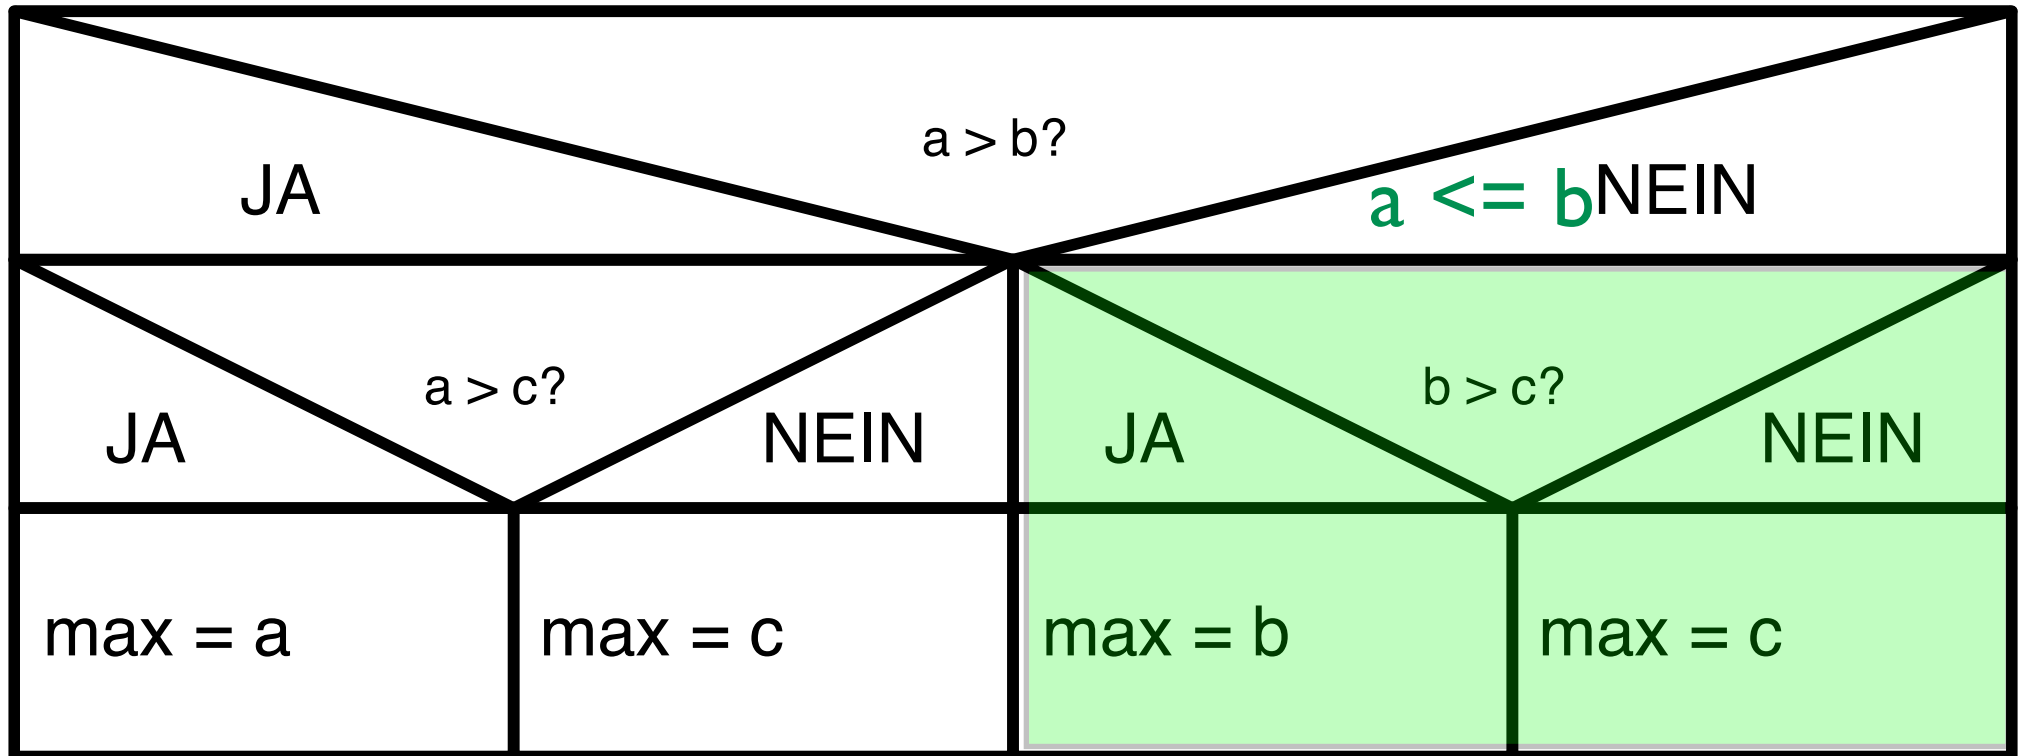 a > b?
JA
a <= bNEIN
a > c?
b > c?
JA
NEIN
JA
NEIN
max = a
max = c
max = b
max = c